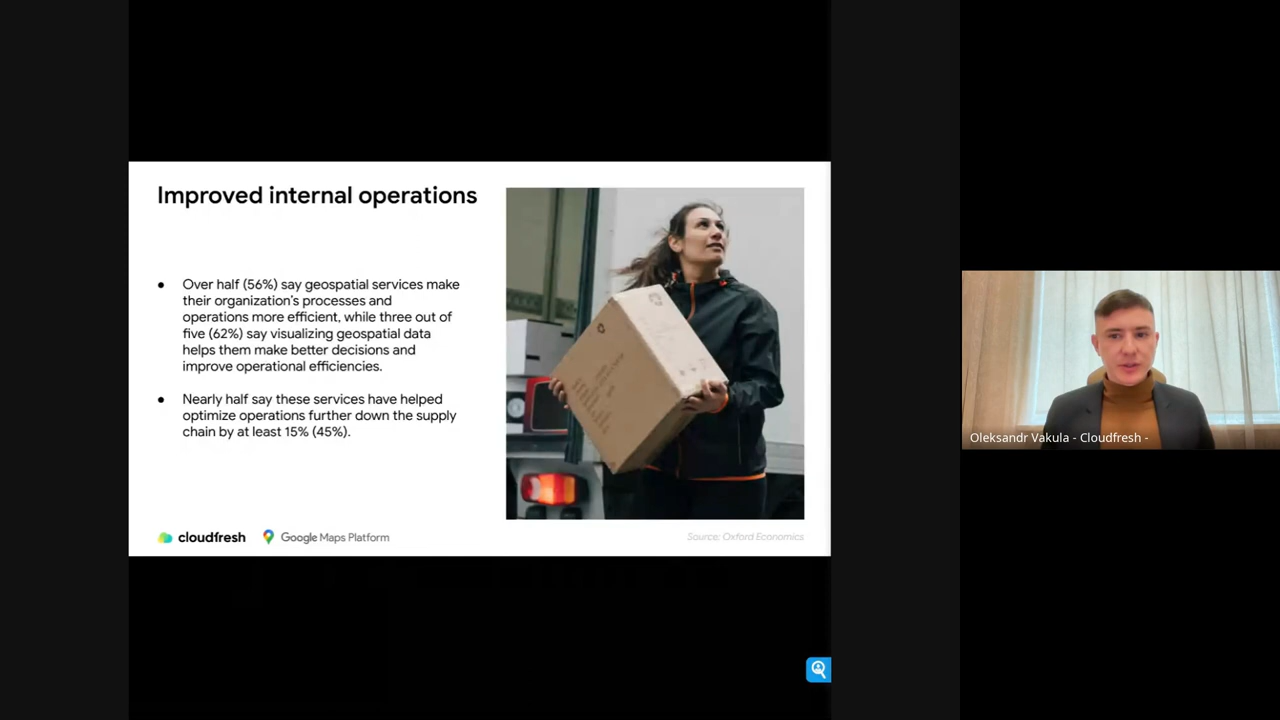 Improved internal operations
● Over half (56%) say geospatial services make
their organization's processes and
operations more efficient, while three out of
five (62%) say visualizing geospatial data
helps them make better decisions and
improve operational efficiencies.
● Nearly half say these services have helped
optimize operations further down the supply
chain by at least 15% (45%).
cloudfresh
Google Maps Platform
Source: Oxford Economics
Oleksandr Vakula - Cloudfresh -